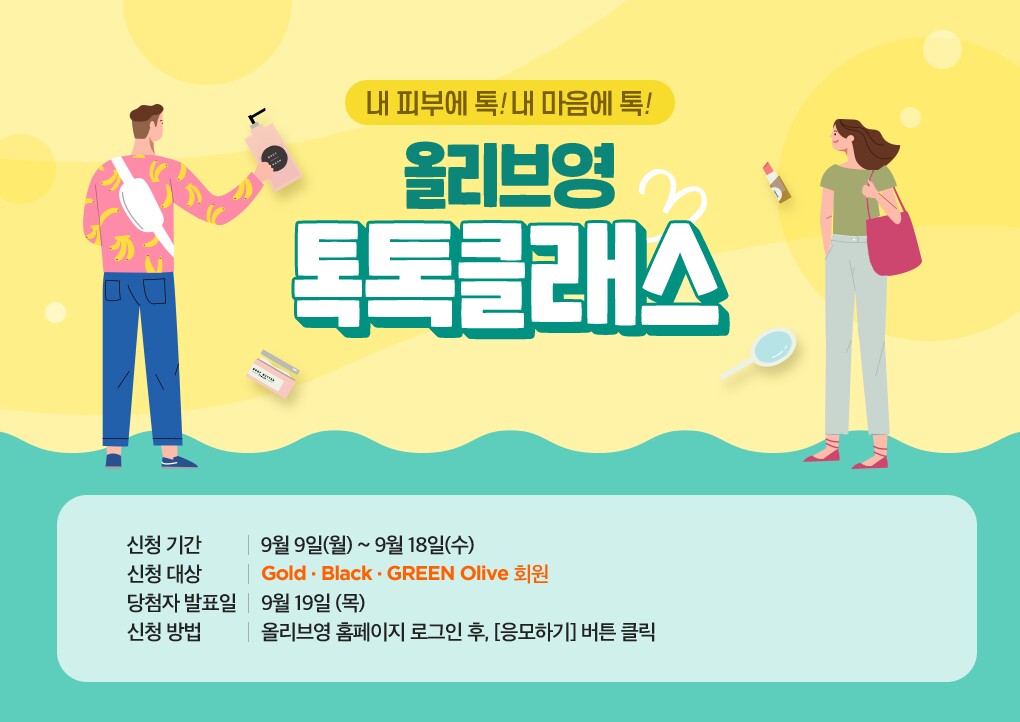 내 피부에 톡! 내 마음에 톡!
올리브영
톡톡클래스
신청 기간 9월 9일(월) ~ 9월 18일(수)
신청 대상 Gold · Black · GREEN Olive 회원
당첨자 발표일 9월 19일 (목)
신청 방법 올리브영 홈페이지 로그인 후, [응모하기] 버튼 클릭